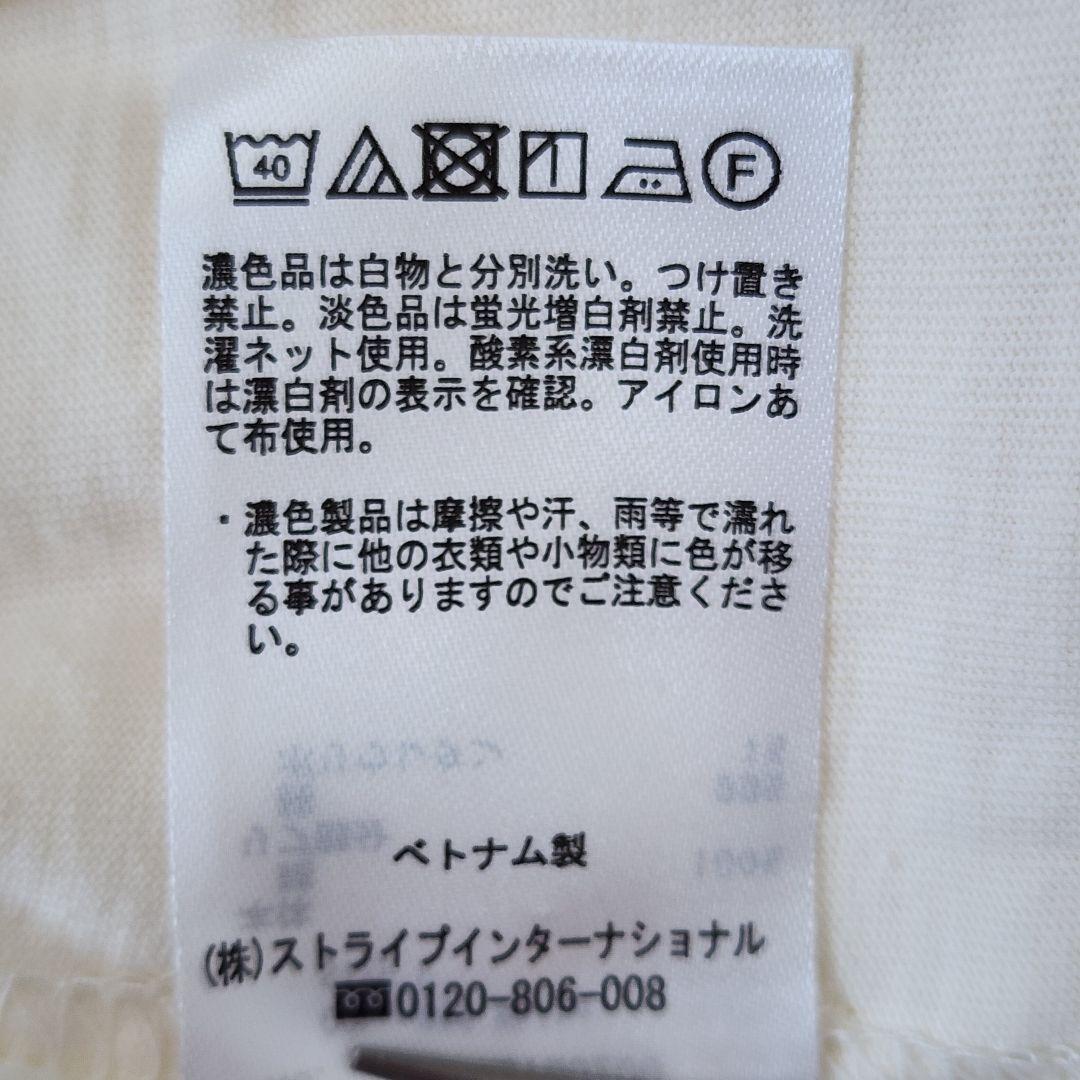 40
F
濃色品は白物と分別洗い。つけ置き
禁止。淡色品は蛍光増白剤禁止。洗
濯ネット使用。酸素系漂白剤使用時
は漂白剤の表示を確認。アイロンあ
て布使用。
・濃色製品は摩擦や汗、雨等で濡れ
た際に他の衣類や小物類に色が移
る事がありますのでご注意くださ
い。
ベトナム製
(株)ストライプインターナショナル
0120-806-008